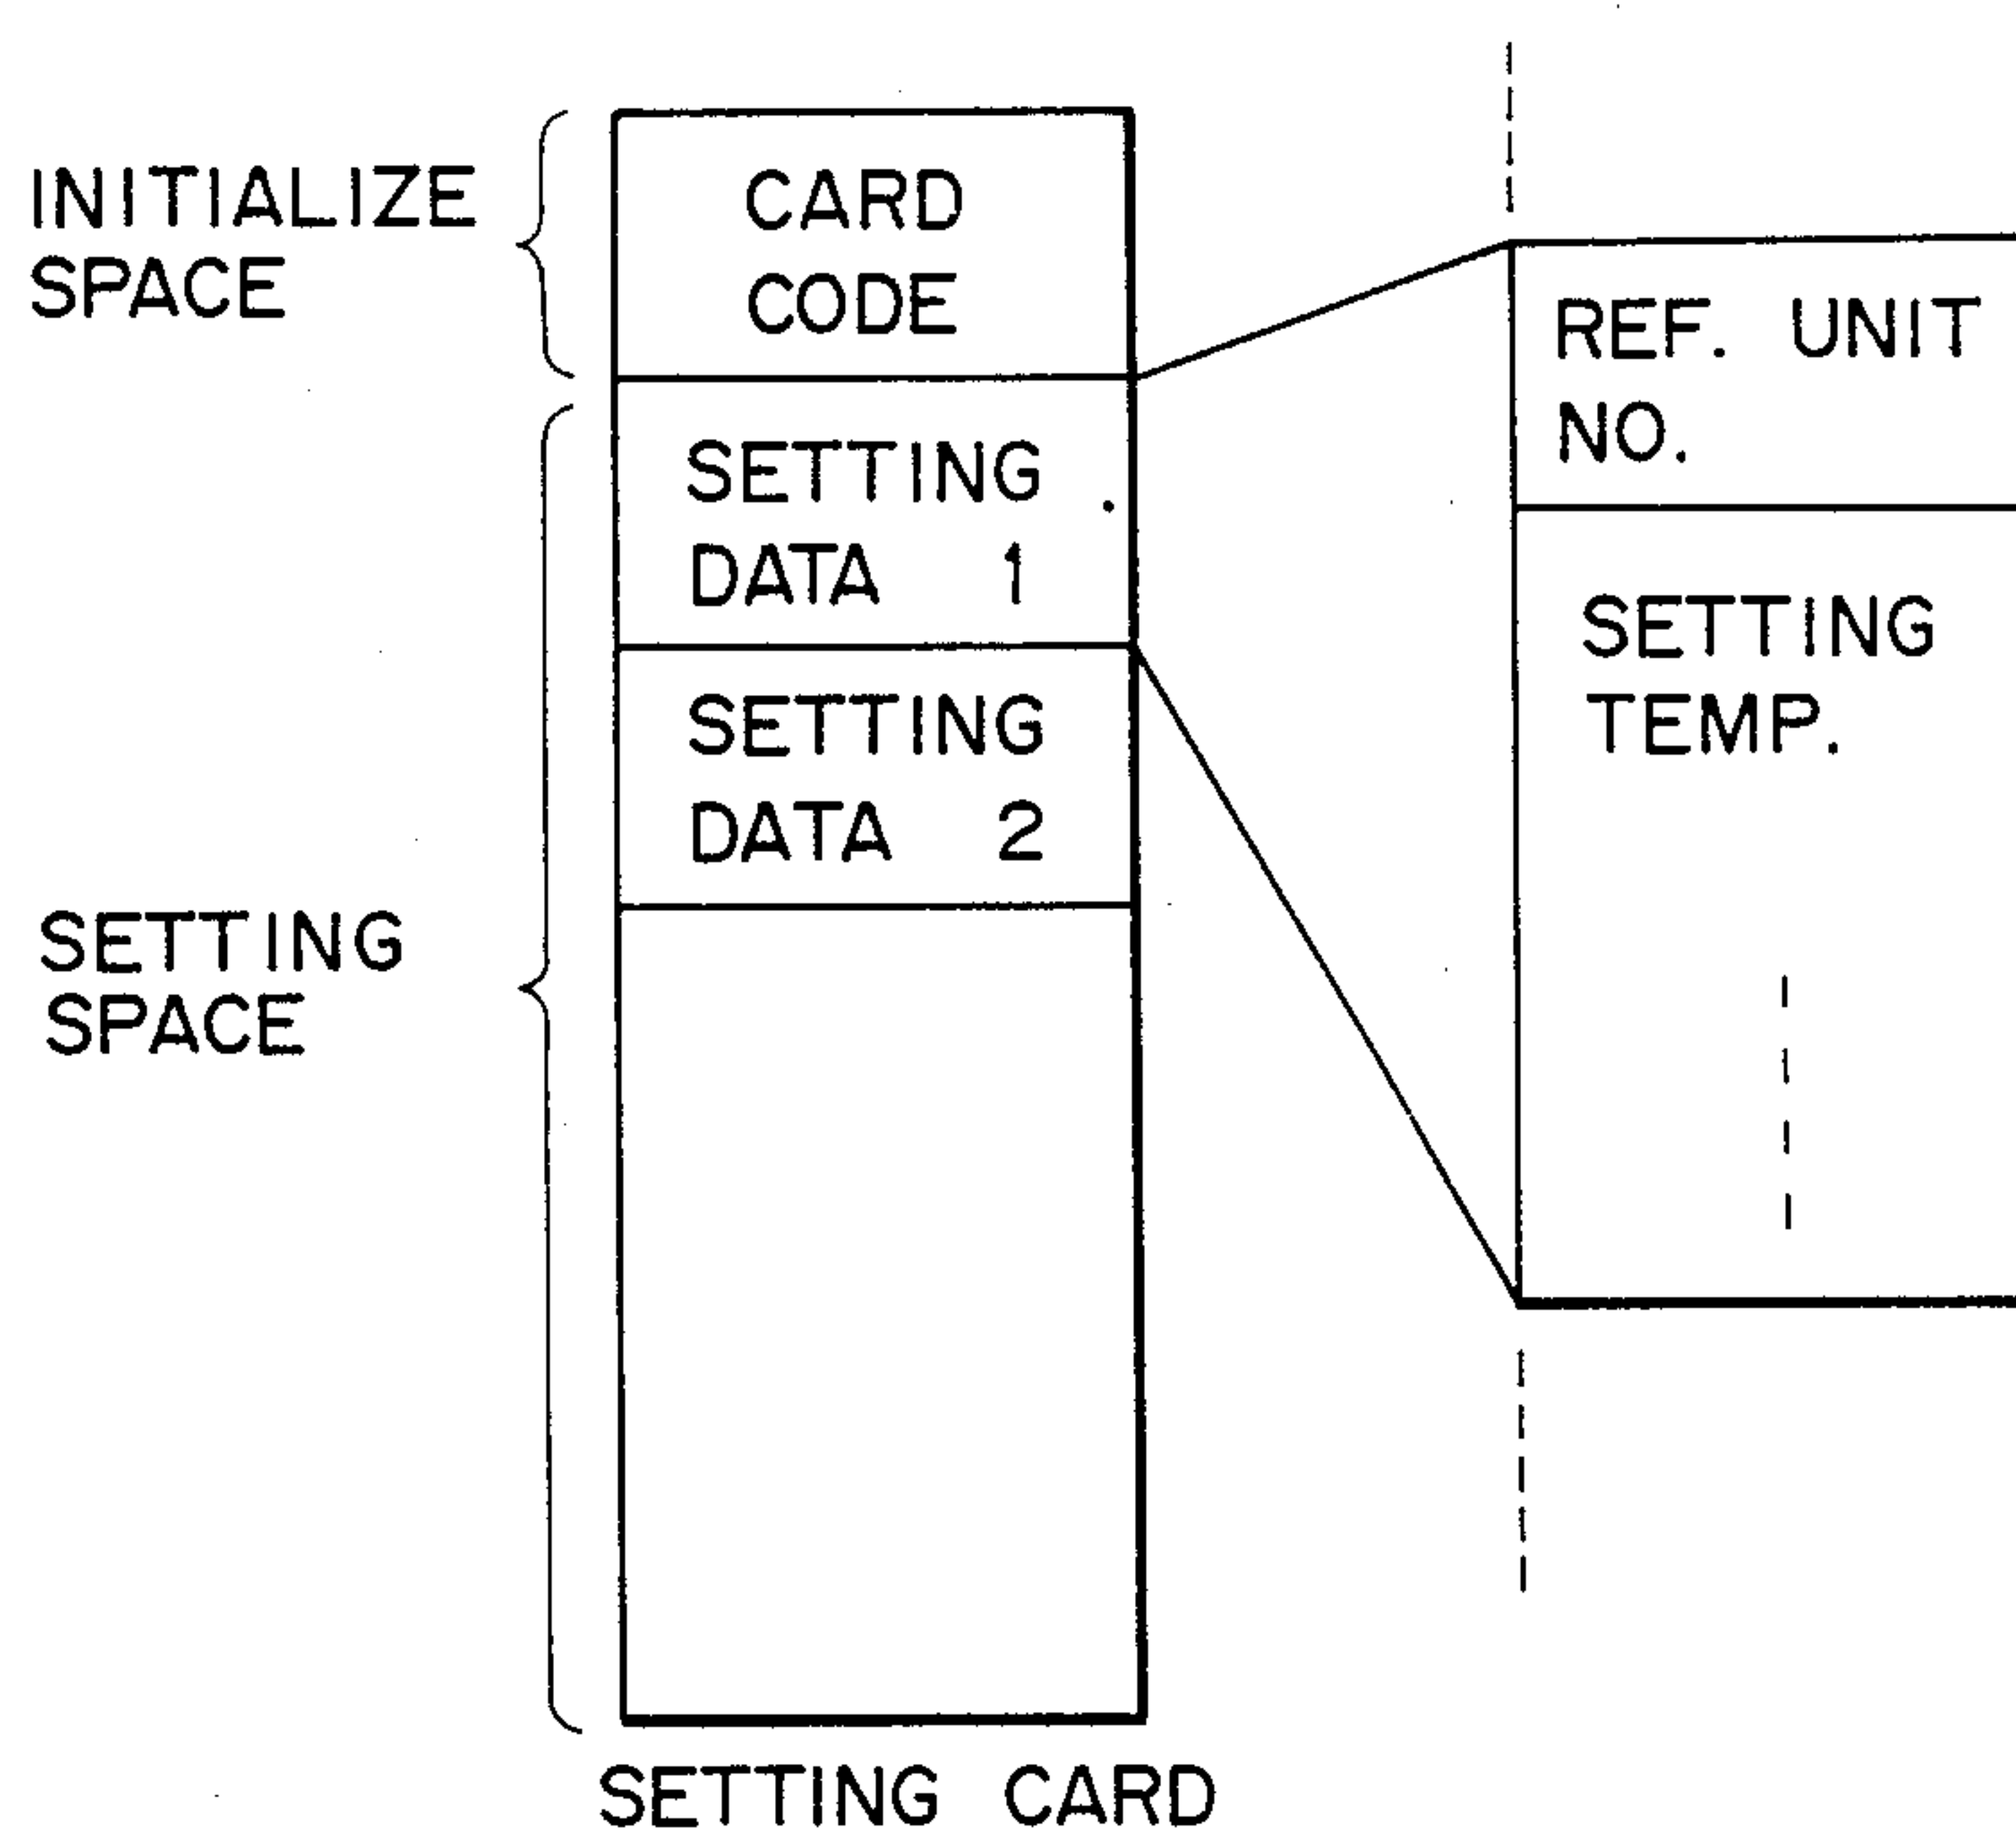 INITIALIZE
SPACE
CARD
CODE
SETTING
DATA 1
SETTING
DATA 2
SETTING
SPACE
SETTING CARD
REF. UNIT
NO.
SETTING
TEMP.